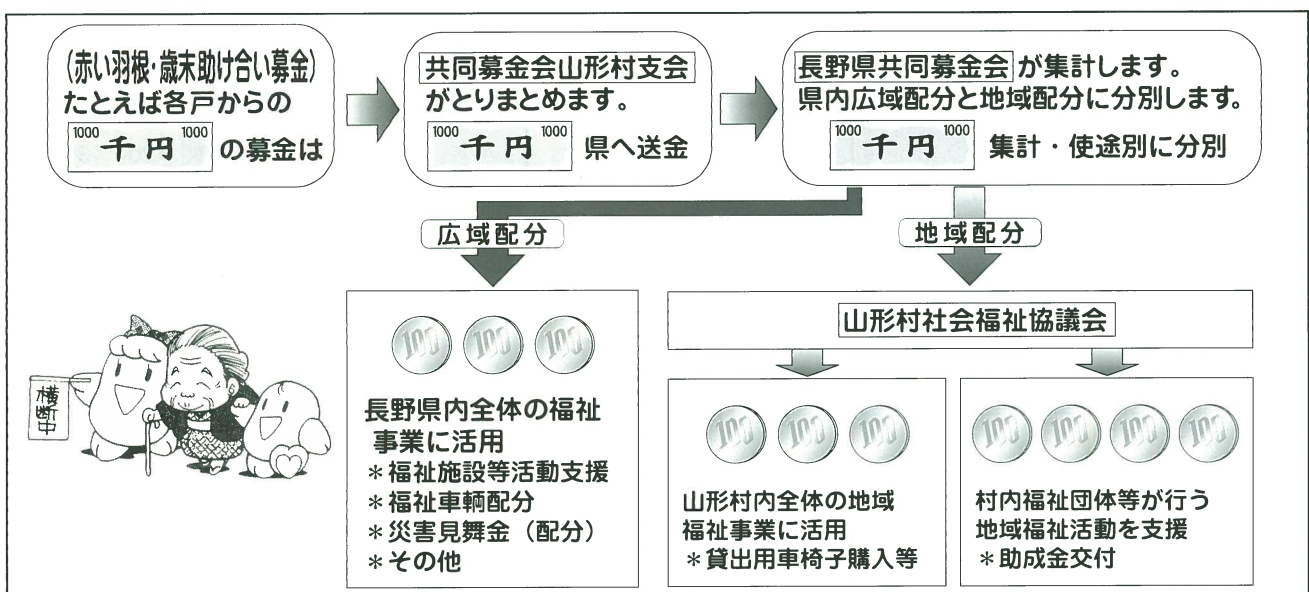 (赤い羽根・歳末助け合い募金)
たとえば各戸からの
1000 千円 1000 の募金は
共同募金会山形村支会
がとりまとめます。
1000 千円 1000 県へ送金
長野県共同募金会 が集計します。
県内広域配分と地域配分に分別します。
1000 千円 1000 集計・使途別に分別
広域配分
地域配分
100 100 100
長野県内全体の福祉
事業に活用
＊福祉施設等活動支援
＊福祉車輌配分
＊災害見舞金（配分）
＊その他
山形村社会福祉協議会
100 100 100
山形村内全体の地域
福祉事業に活用
＊貸出用車椅子購入等
100 100 100 100
村内福祉団体等が行う
地域福祉活動を支援
＊助成金交付
横断中